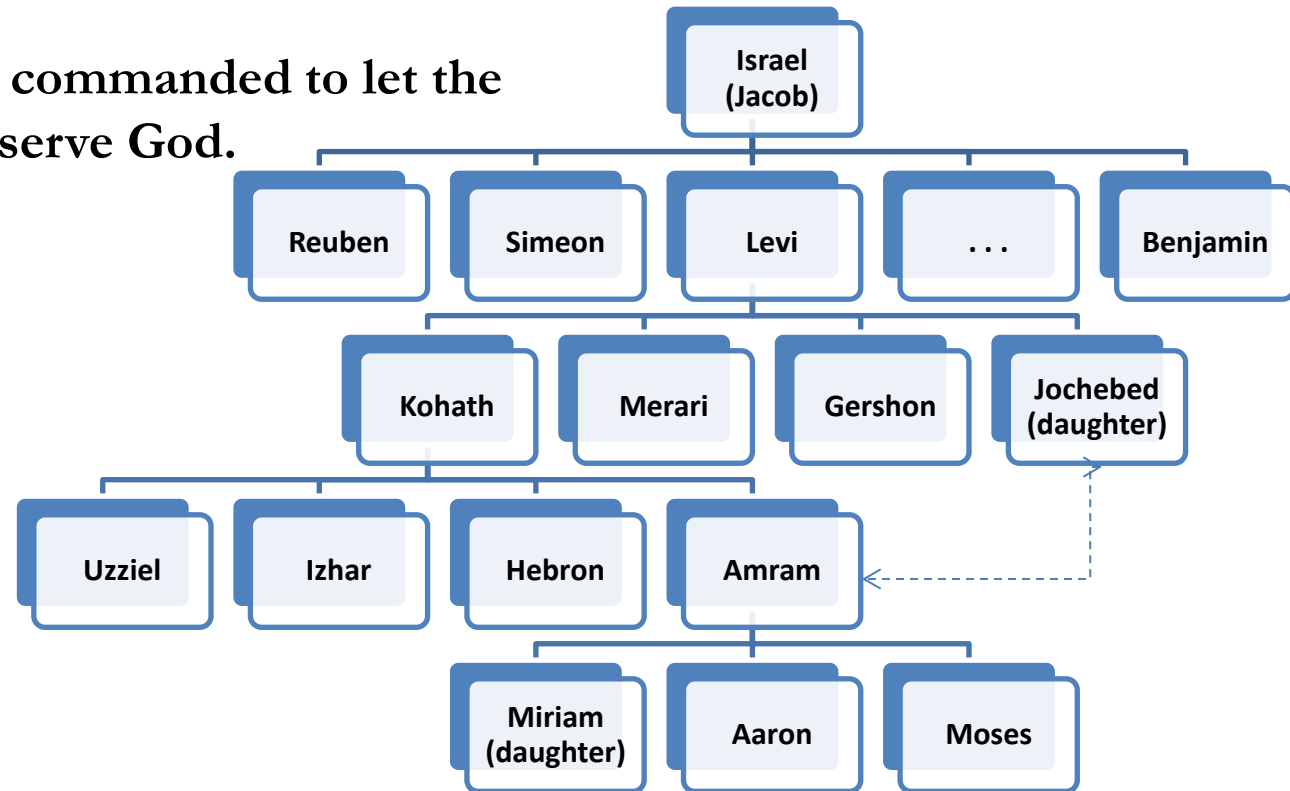 commanded to let the
serve God.
Israel
(Jacob)
Reuben
Simeon
Levi
. . .
Benjamin
Kohath
Merari
Gershon
Jochebed
(daughter)
Uzziel
Izhar
Hebron
Amram
Miriam
(daughter)
Aaron
Moses